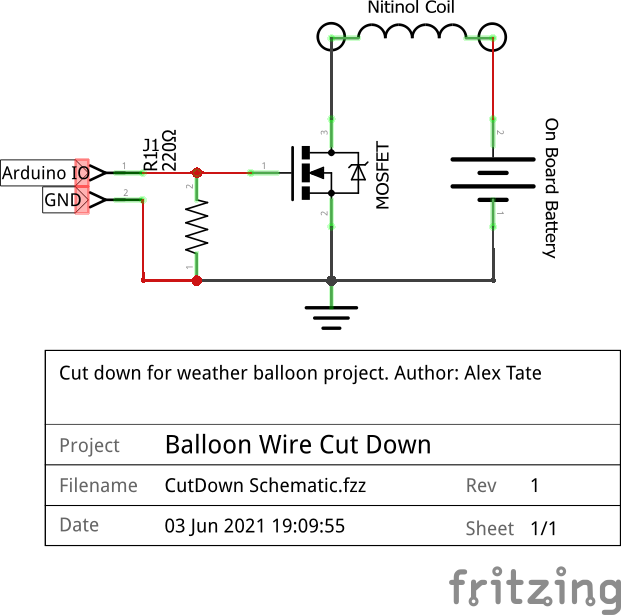 Nitinol Coil
On Board Battery
MOSFET
J1
R1
220Ω
Arduino IO
GND
1
2
2
1
1
3
2
2
1
Cut down for weather balloon project. Author: Alex Tate
Project Balloon Wire Cut Down
Filename CutDown Schematic.fzz Rev 1
Date 03 Jun 2021 19:09:55 Sheet 1/1
fritzing